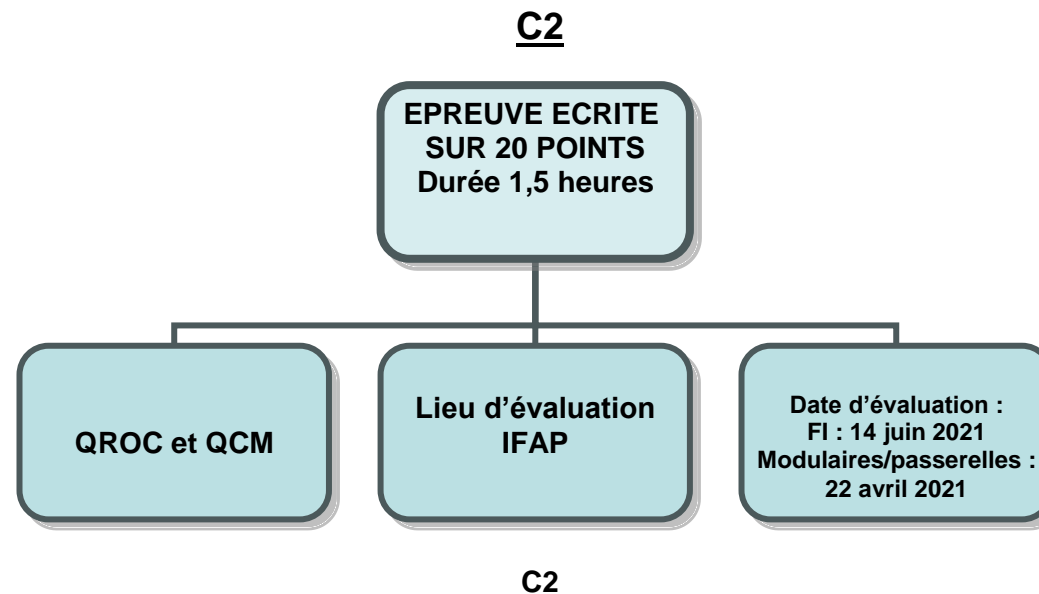 C2
EPREUVE ECRITE
SUR 20 POINTS
Durée 1,5 heures
QROC et QCM
Lieu d’évaluation
IFAP
Date d’évaluation :
FI : 14 juin 2021
Modulaires/passerelles :
22 avril 2021
C2